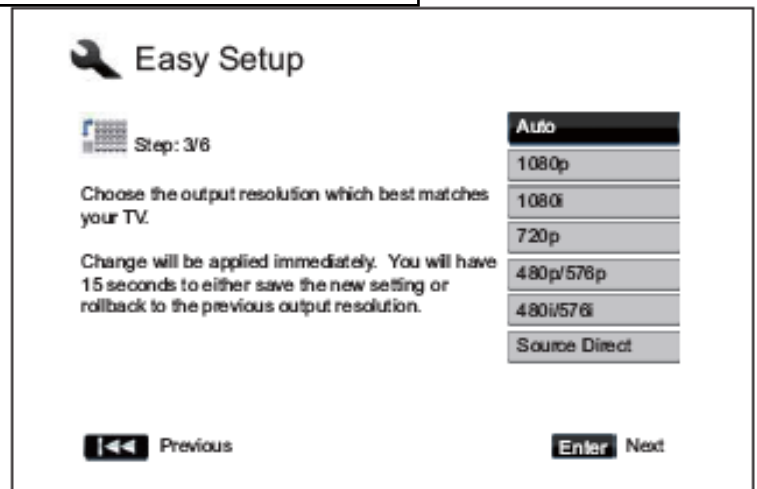 Easy Setup
Step: 3/6
Choose the output resolution which best matches
your TV.
Change will be applied immediately. You will have
15 seconds to either save the new setting or
rollback to the previous output resolution.
Auto
1080p
1080i
720p
480p/576p
480i/576i
Source Direct
Previous
Enter Next